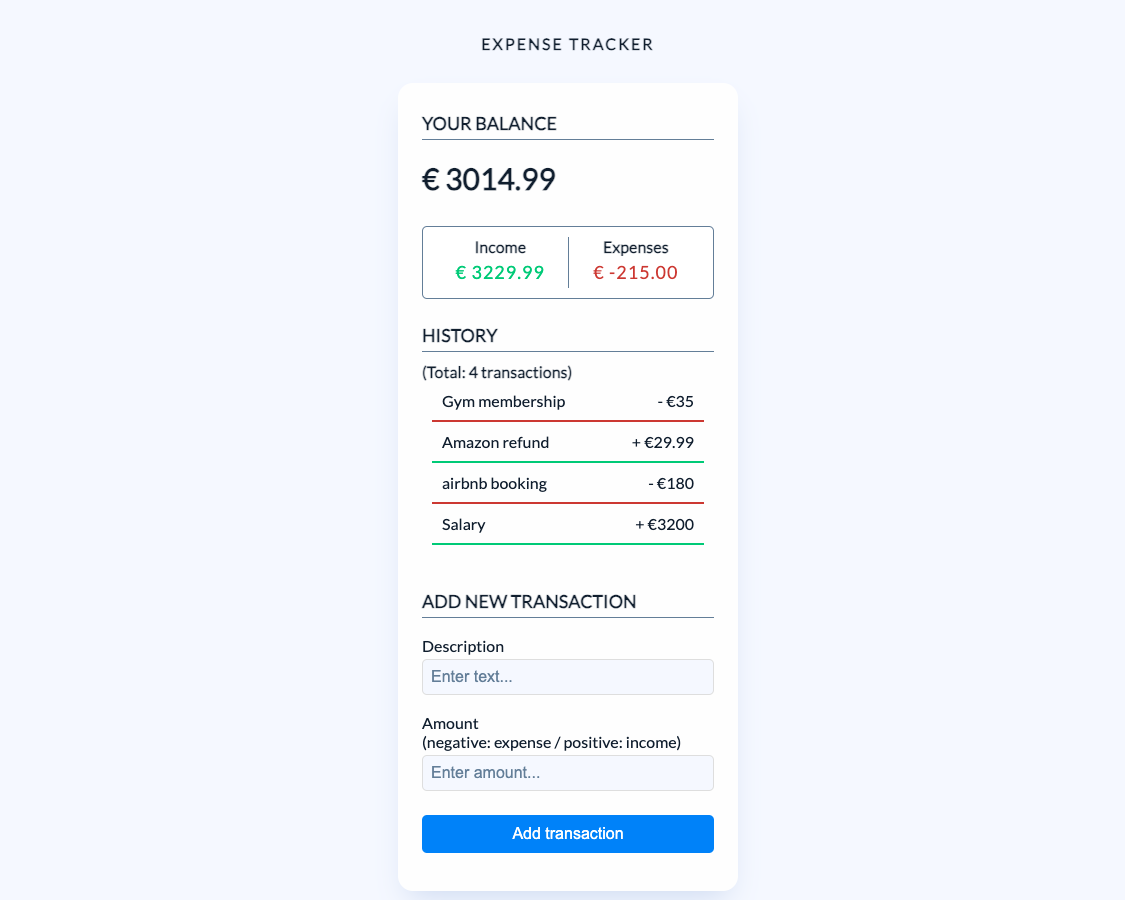 EXPENSE TRACKER
YOUR BALANCE
€ 3014.99
Income Expenses
€ 3229.99 € -215.00
HISTORY
(Total: 4 transactions)
Gym membership - €35
Amazon refund + €29.99
airbnb booking - €180
Salary + €3200
ADD NEW TRANSACTION
Description
Enter text...
Amount
(negative: expense / positive: income)
Enter amount...
Add transaction